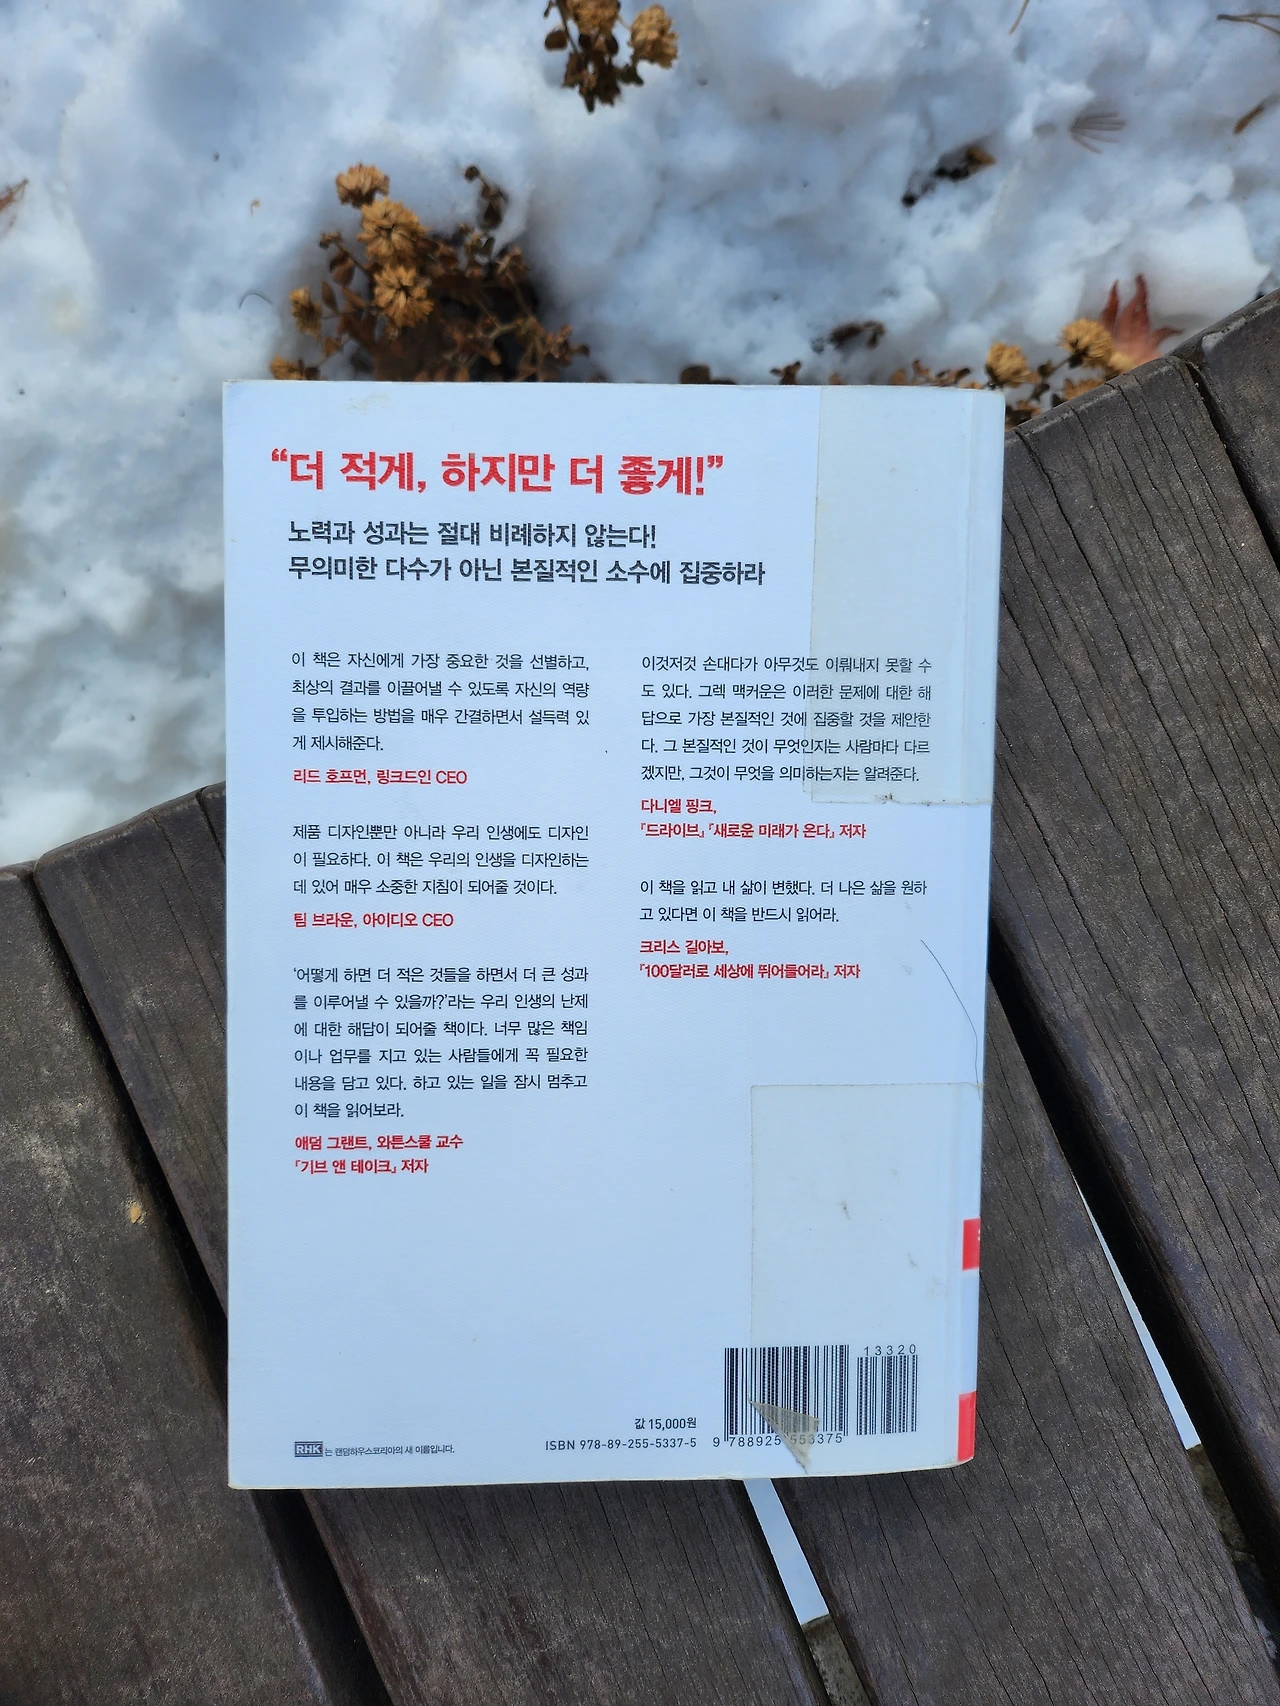 “더 적게, 하지만 더 좋게!”
노력과 성과는 절대 비례하지 않는다!
무의미한 다수가 아닌 본질적인 소수에 집중하라
이 책은 자신에게 가장 중요한 것을 선별하고,
최상의 결과를 이끌어낼 수 있도록 자신의 역량
을 투입하는 방법을 매우 간결하면서 설득력 있
게 제시해준다.
리드 호프먼, 링크드인 CEO
제품 디자인뿐만 아니라 우리 인생에도 디자인
이 필요하다. 이 책은 우리의 인생을 디자인하는
데 있어 매우 소중한 지침이 되어줄 것이다.
팀 브라운, 아이디오 CEO
‘어떻게 하면 더 적은 것들을 하면서 더 큰 성과
를 이루어낼 수 있을까?’라는 우리 인생의 난제
에 대한 해답이 되어줄 책이다. 너무 많은 책임
이나 업무를 지고 있는 사람들에게 꼭 필요한
내용을 담고 있다. 하고 있는 일을 잠시 멈추고
이 책을 읽어보라.
애덤 그랜트, 와튼스쿨 교수
『기브 앤 테이크』 저자
이것저것 손대다가 아무것도 이뤄내지 못할 수
도 있다. 그렉 맥커운은 이러한 문제에 대한 해
답으로 가장 본질적인 것에 집중할 것을 제안한
다. 그 본질적인 것이 무엇인지는 사람마다 다르
겠지만, 그것이 무엇을 의미하는지는 알려준다.
다니엘 핑크,
『드라이브』 『새로운 미래가 온다』 저자
이 책을 읽고 내 삶이 변했다. 더 나은 삶을 원하
고 있다면 이 책을 반드시 읽어라.
크리스 길아보,
『100달러로 세상에 뛰어들어라』 저자
13320
값 15,000원
ISBN 978-89-255-5337-5
9 788925 553375
RHK는 랜덤하우스코리아의 새 이름입니다.